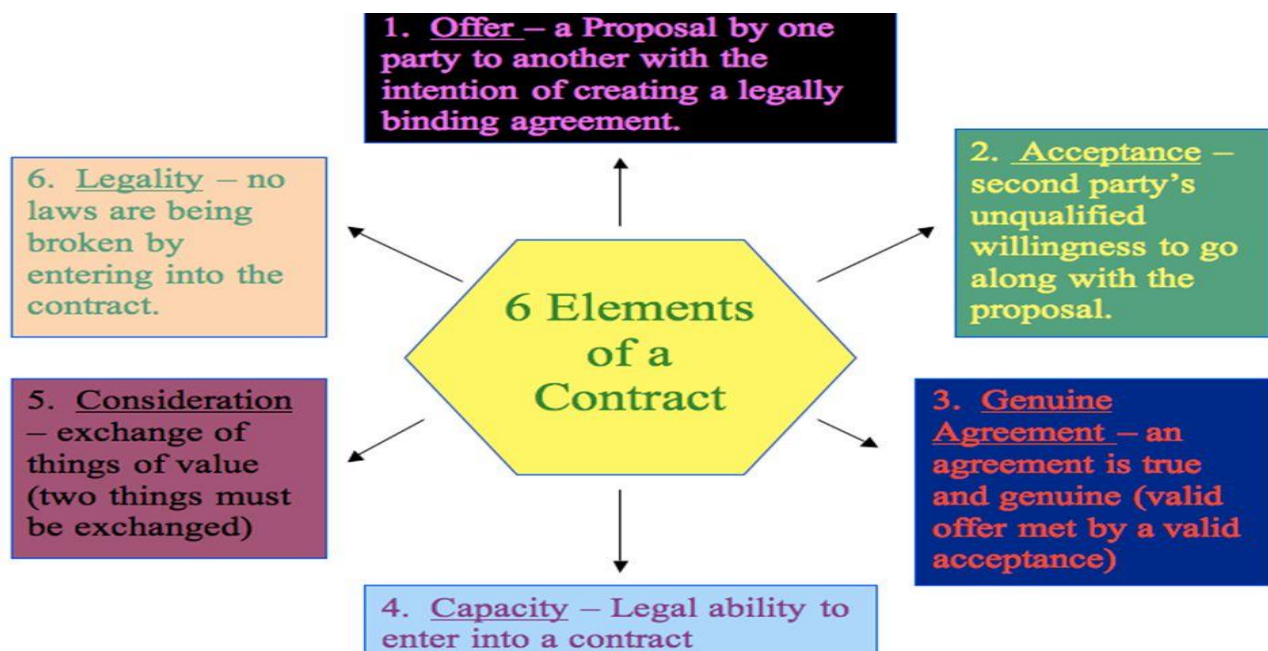 1. Offer – a Proposal by one
party to another with the
intention of creating a legally
binding agreement.
2. Acceptance –
second party’s
unqualified
willingness to go
along with the
proposal.
3. Genuine
Agreement – an
agreement is true
and genuine (valid
offer met by a valid
acceptance)
4. Capacity – Legal ability to
enter into a contract
5. Consideration
– exchange of
things of value
(two things must
be exchanged)
6. Legality – no
laws are being
broken by
entering into the
contract.
6 Elements
of a
Contract